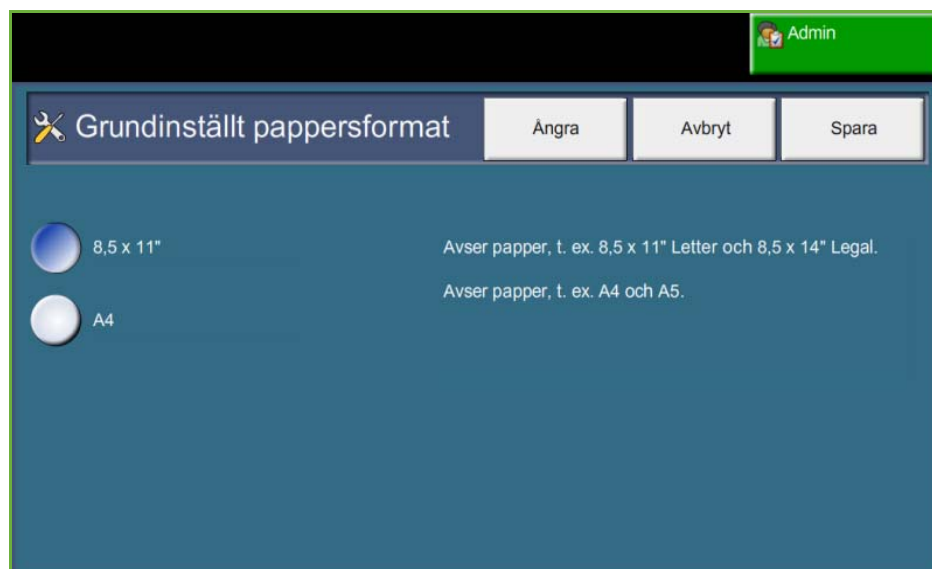 Admin
Grundinställt pappersformat
Ångra
Avbryt
Spara
8,5 x 11" Avser papper, t. ex. 8,5 x 11" Letter och 8,5 x 14" Legal.
Avser papper, t. ex. A4 och A5.
A4